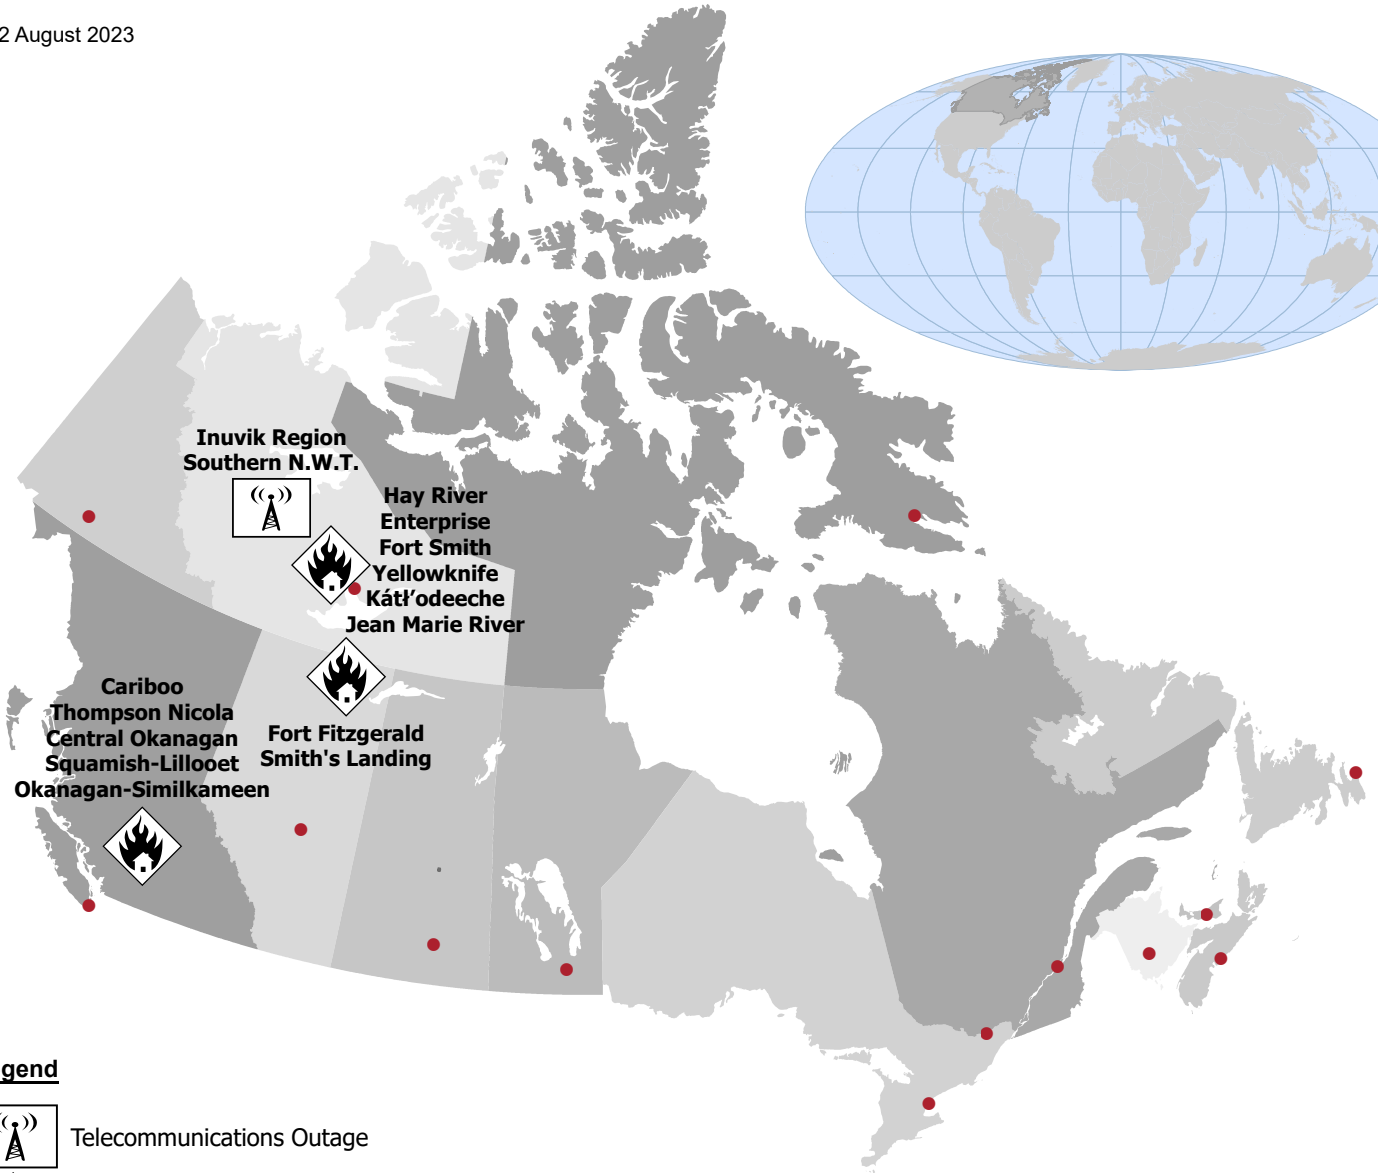 2 August 2023
Inuvik Region
Southern N.W.T.
Hay River
Enterprise
Fort Smith
Yellowknife
Kátł’odeeche
Jean Marie River
Cariboo
Thompson Nicola
Central Okanagan
Squamish-Lillooet
Okanagan-Similkameen
Fort Fitzgerald
Smith's Landing
gend
Telecommunications Outage